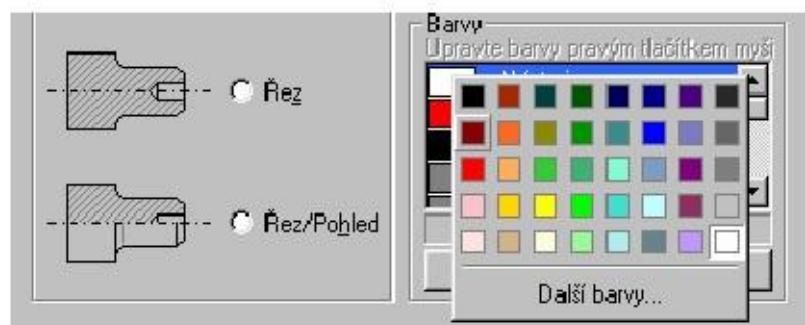 Řez
Řez/Pohled
Barvy
Upravte barvy pravým tlačítkem myši
Další barvy...